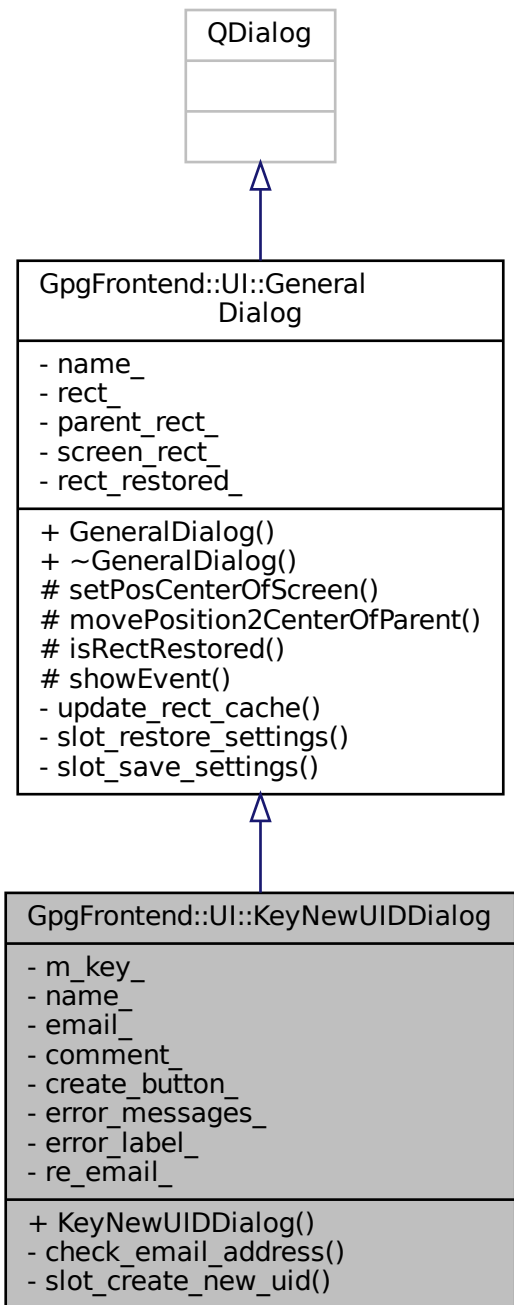 QDialog
GpgFrontend::UI::General
Dialog
- name_
- rect_
- parent_rect_
- screen_rect_
- rect_restored_
+ GeneralDialog()
+ ~GeneralDialog()
# setPosCenterOfScreen()
# movePosition2CenterOfParent()
# isRectRestored()
# showEvent()
- update_rect_cache()
- slot_restore_settings()
- slot_save_settings()
GpgFrontend::UI::KeyNewUIDDialog
- m_key_
- name_
- email_
- comment_
- create_button_
- error_messages_
- error_label_
- re_email_
+ KeyNewUIDDialog()
- check_email_address()
- slot_create_new_uid()